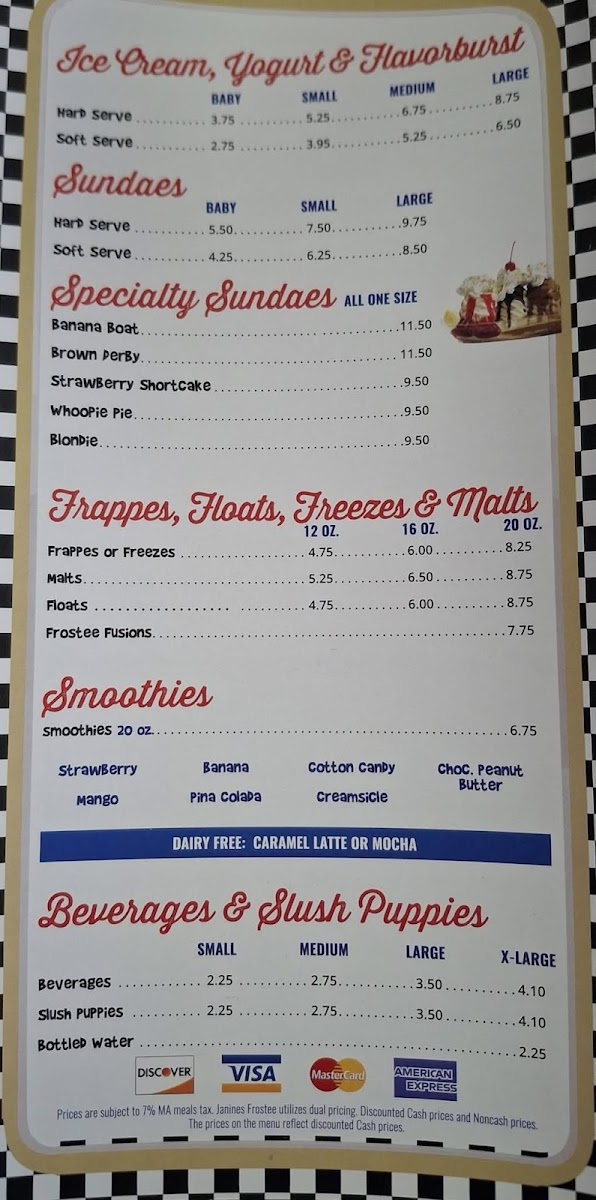 Ice Cream, Yogurt & Flavorburst
BABY SMALL MEDIUM LARGE
Hard Serve 3.75 5.25 6.75 8.75
Soft Serve 2.75 3.95 5.25 6.50
Sundaes
BABY SMALL LARGE
Hard Serve 5.50 7.50 9.75
Soft Serve 4.25 6.25 8.50
Specialty Sundaes ALL ONE SIZE
Banana Boat 11.50
Brown Derby 11.50
Strawberry Shortcake 9.50
Whoopie Pie 9.50
Blondie 9.50
Frappes, Floats, Freezes & Malts
12 OZ. 16 OZ. 20 OZ.
Frappes or Freezes 4.75 6.00 8.25
Malts 5.25 6.50 8.75
Floats 4.75 6.00 8.75
Frostee Fusions 7.75
Smoothies
Smoothies 20 oz. 6.75
Strawberry Banana Cotton Candy Choc. Peanut Butter
Mango Pina Colada Creamsicle
DAIRY FREE: CARAMEL LATTE OR MOCHA
Beverages & Slush Puppies
SMALL MEDIUM LARGE X-LARGE
Beverages 2.25 2.75 3.50 4.10
Slush Puppies 2.25 2.75 3.50 4.10
Bottled Water 2.25
DISCOVER VISA MasterCard AMERICAN EXPRESS
Prices are subject to 7% MA meals tax. Janines Frostee utilizes dual pricing. Discounted Cash prices and Noncash prices.
The prices on the menu reflect discounted Cash prices.